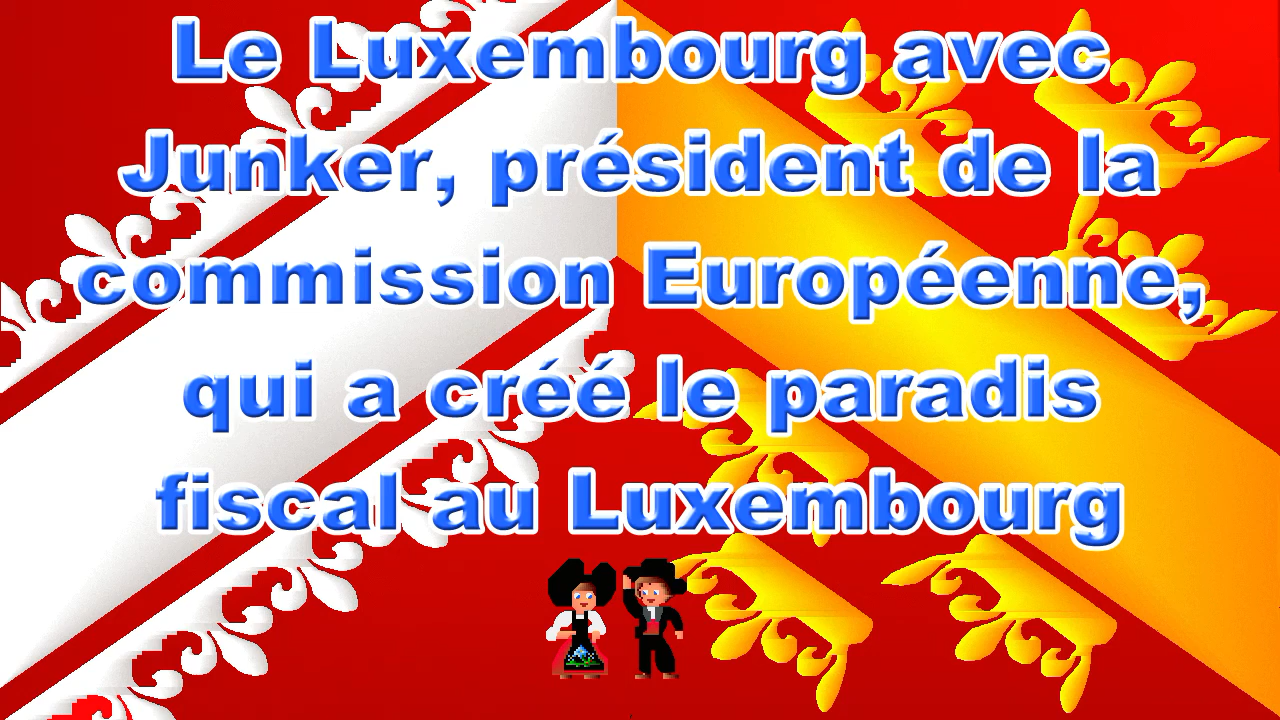 Le Luxembourg avec
Junker, président de la
commission Européenne,
qui a créé le paradis
fiscal au Luxembourg